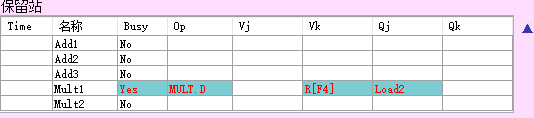 保留站
Time 名称 Busy Op Vj Vk Qj Qk
Add1 No
Add2 No
Add3 No
Mult1 Yes MULT.D R[F4] Load2
Mult2 No